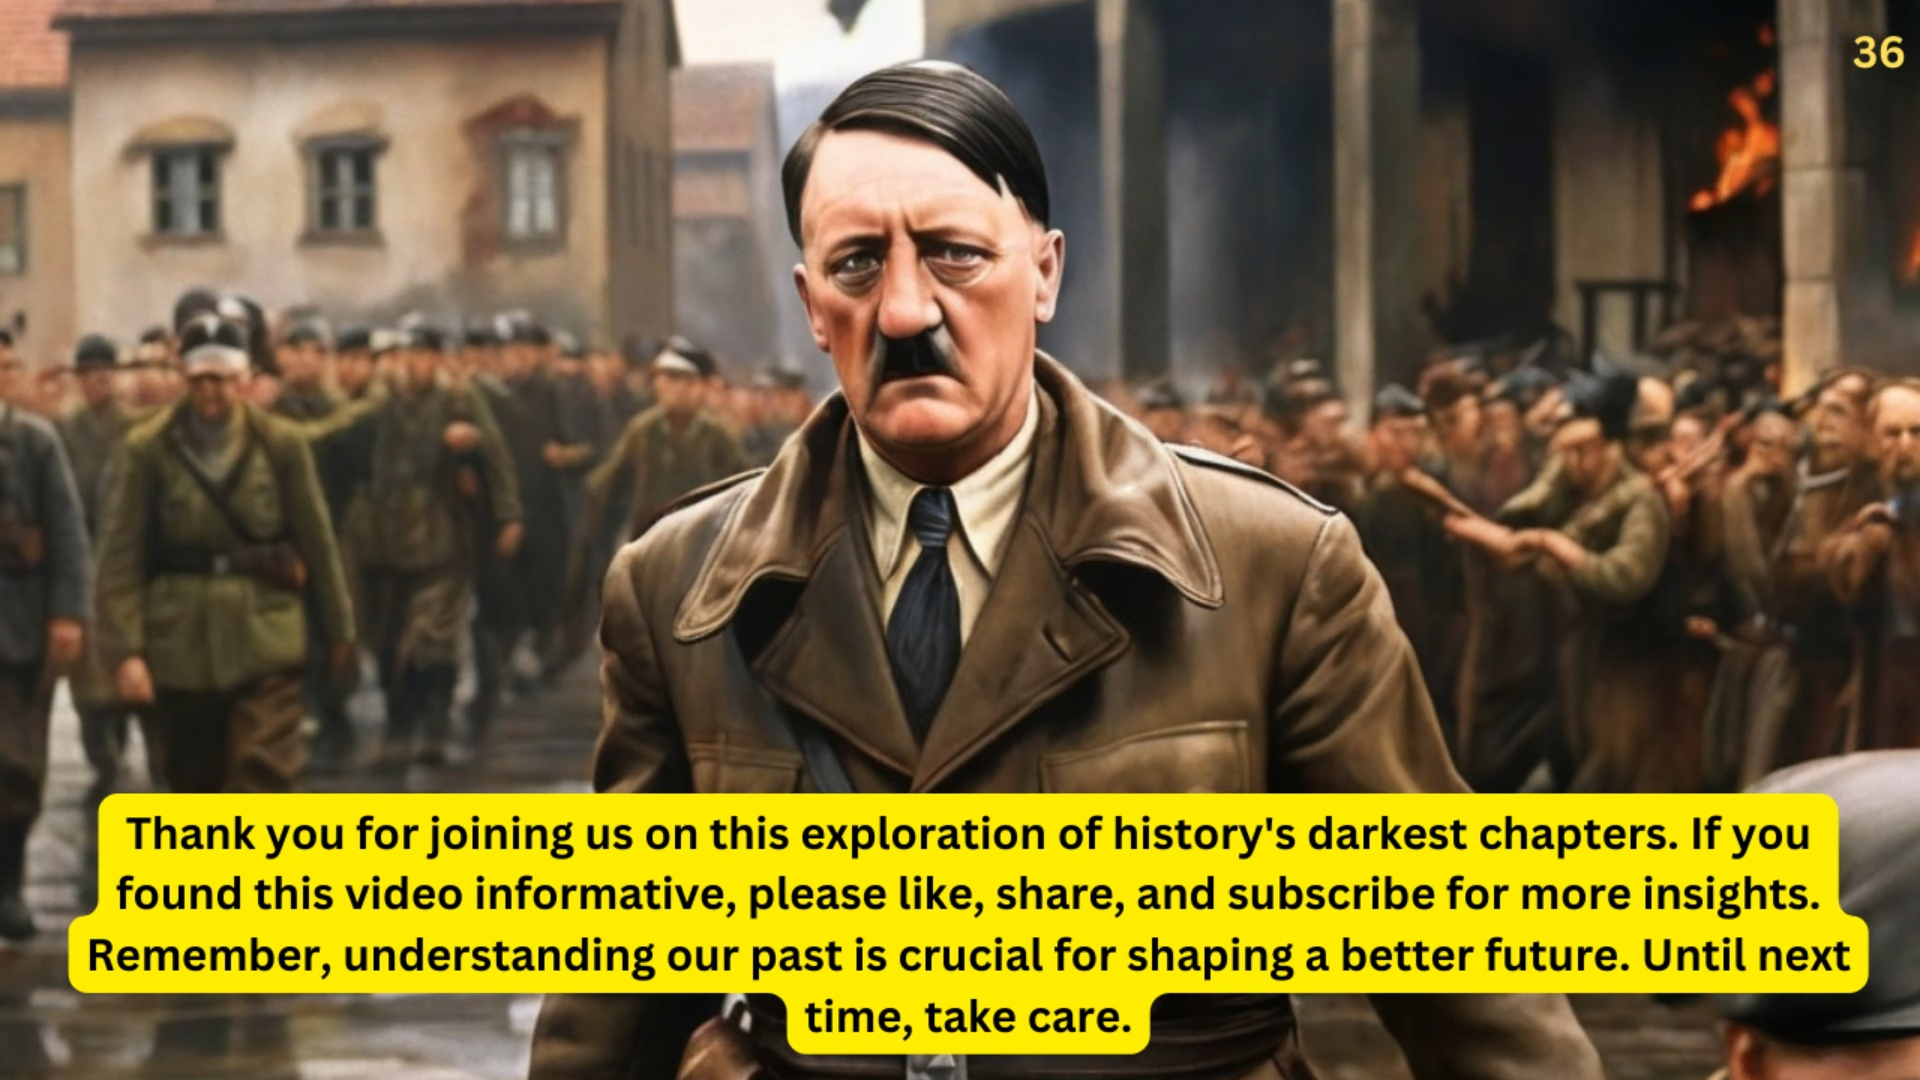 36
Thank you for joining us on this exploration of history's darkest chapters. If you
found this video informative, please like, share, and subscribe for more insights.
Remember, understanding our past is crucial for shaping a better future. Until next
time, take care.